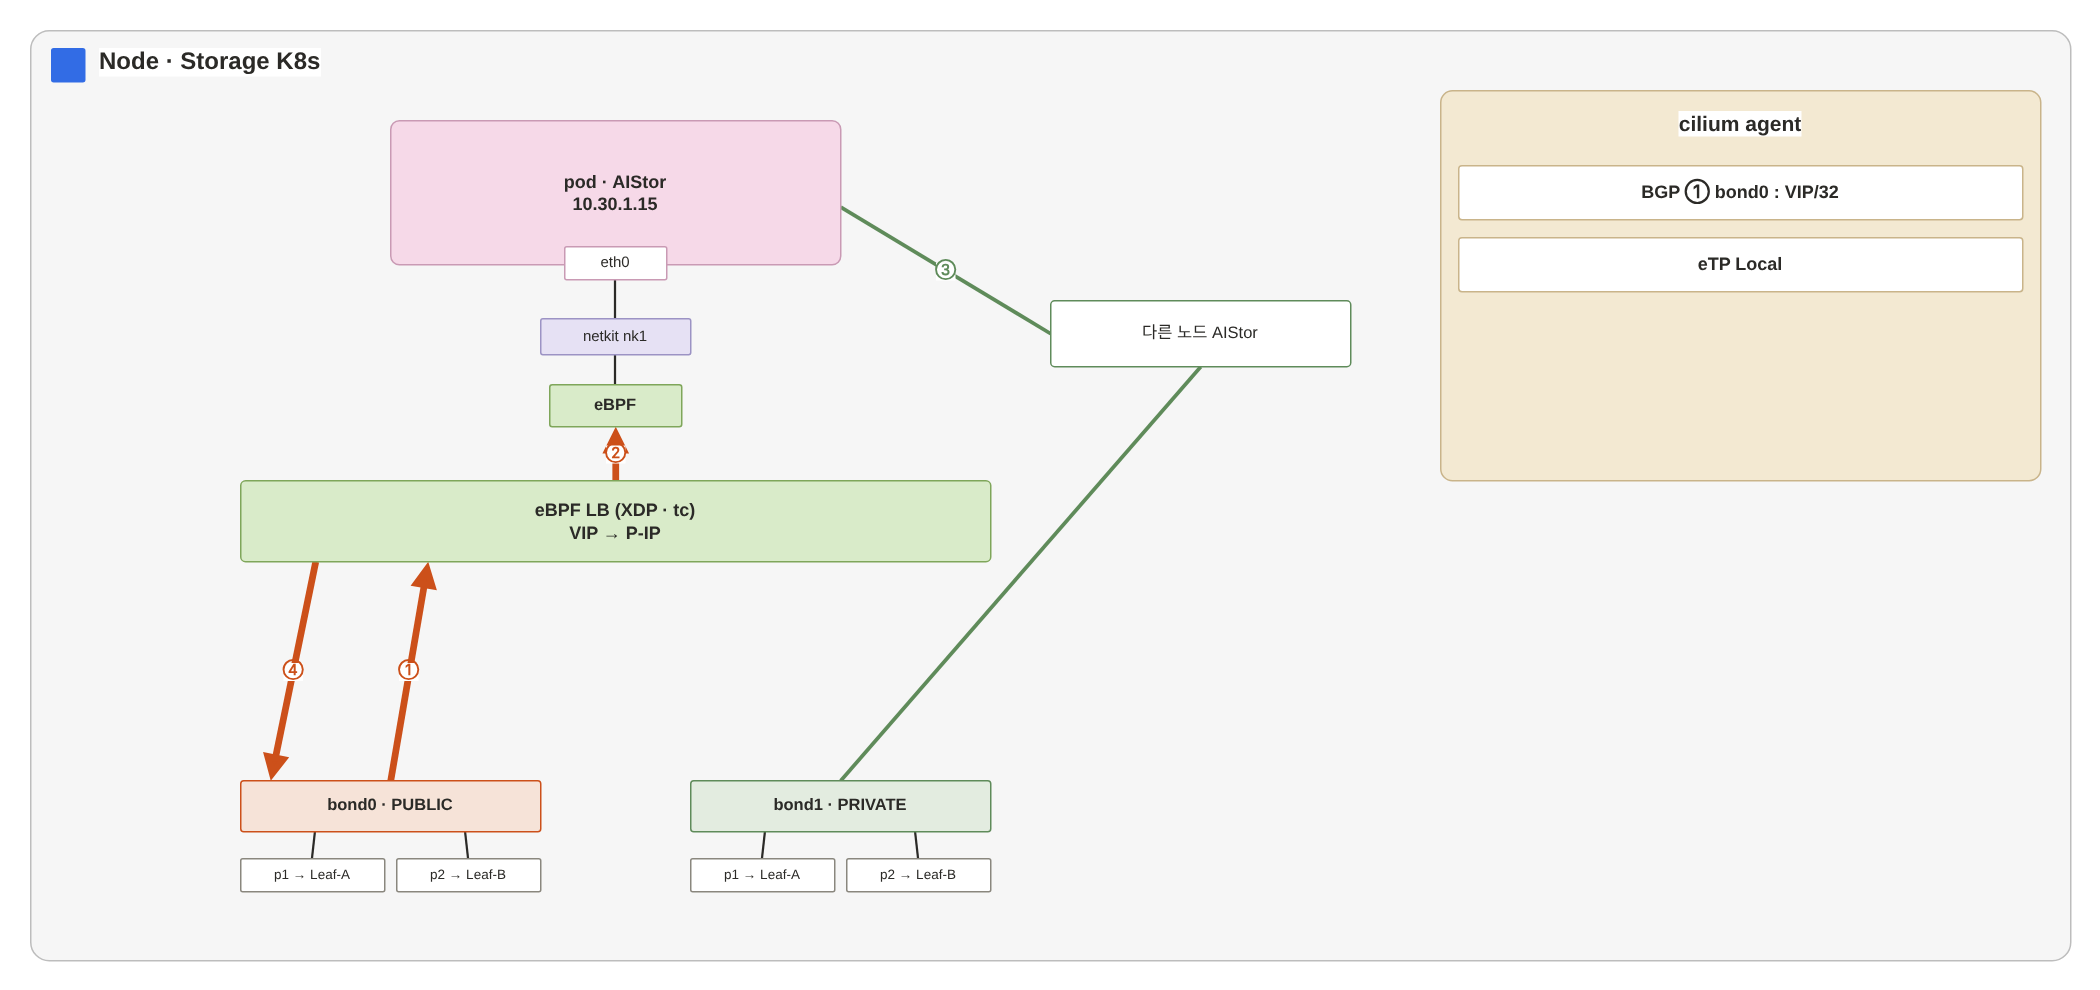 Node · Storage K8s
cilium agent
BGP ① bond0 : VIP/32
eTP Local
pod · AIStor
10.30.1.15
eth0
③
netkit nk1
다른 노드 AIStor
eBPF
②
eBPF LB (XDP · tc)
VIP → P-IP
④
①
bond0 · PUBLIC
bond1 · PRIVATE
p1 → Leaf-A
p2 → Leaf-B
p1 → Leaf-A
p2 → Leaf-B